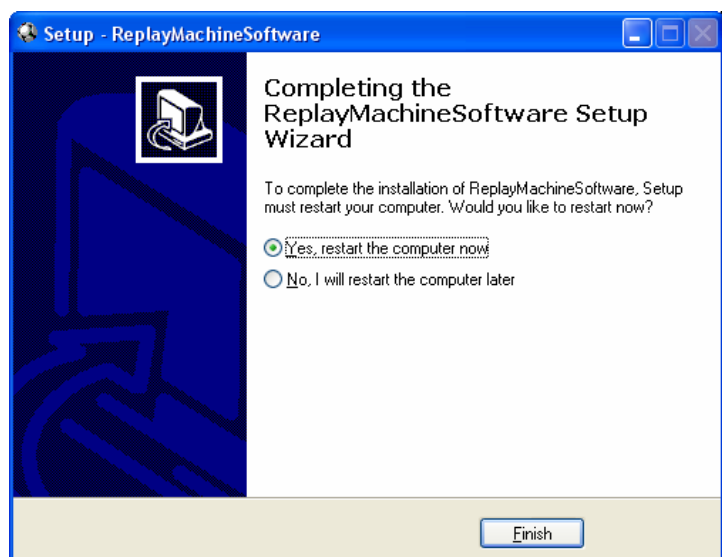 Setup - ReplayMachineSoftware
Completing the
ReplayMachineSoftware Setup
Wizard
To complete the installation of ReplayMachineSoftware, Setup
must restart your computer. Would you like to restart now?
Yes, restart the computer now
No, I will restart the computer later
Finish